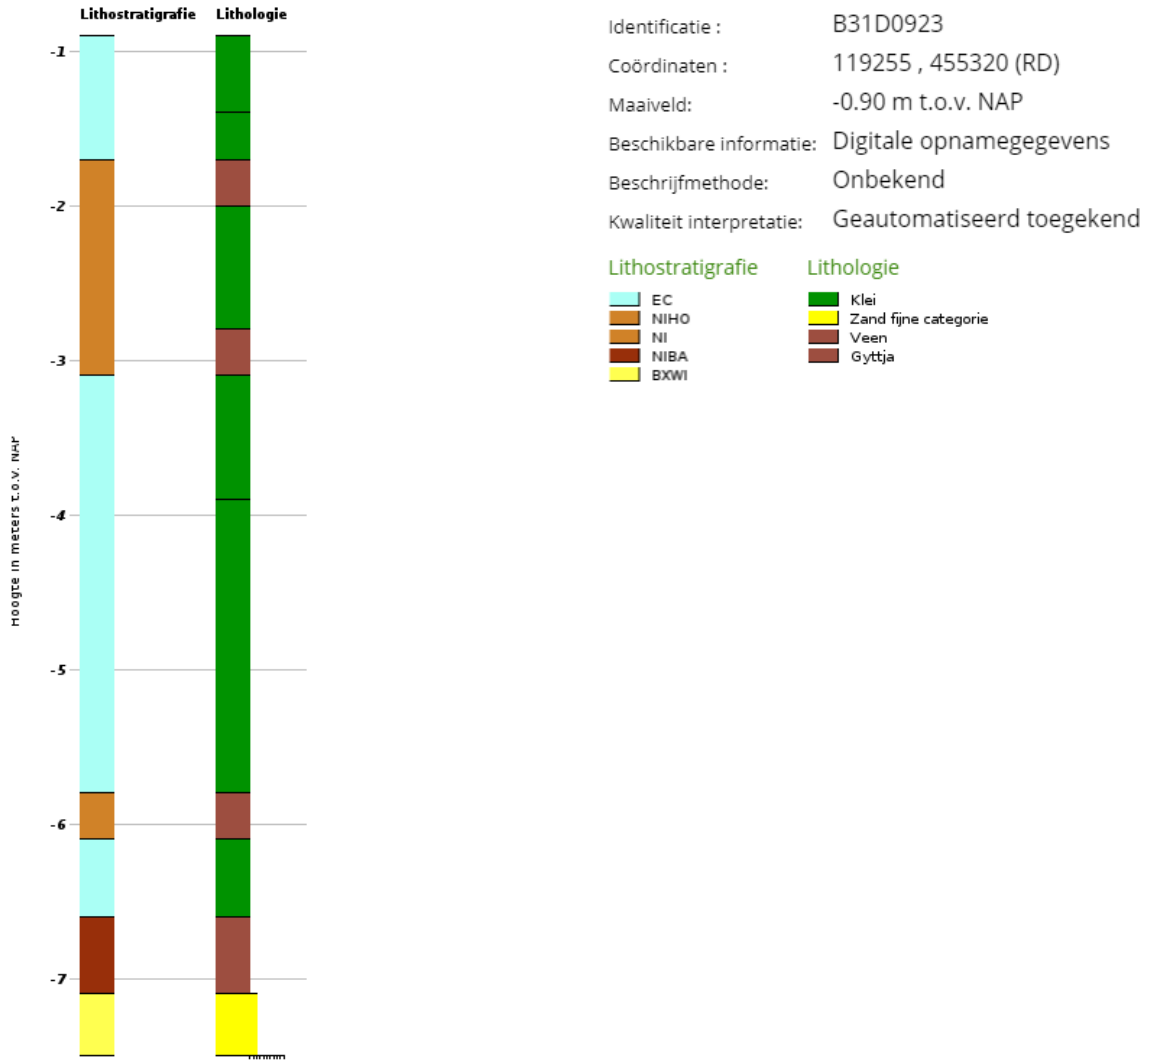 Lithostratigrafie Lithologie
-1
-2
-3
-4
-5
-6
-7
Hoogte in meters t.o.v. NAP
Identificatie : B31D0923
Coördinaten : 119255 , 455320 (RD)
Maaiveld: -0.90 m t.o.v. NAP
Beschikbare informatie: Digitale opnamegegevens
Beschrijfmethode: Onbekend
Kwaliteit interpretatie: Geautomatiseerd toegekend
Lithostratigrafie Lithologie
EC Klei
NIHO Zand fijne categorie
NI Veen
NIBA Gyttja
BXWI